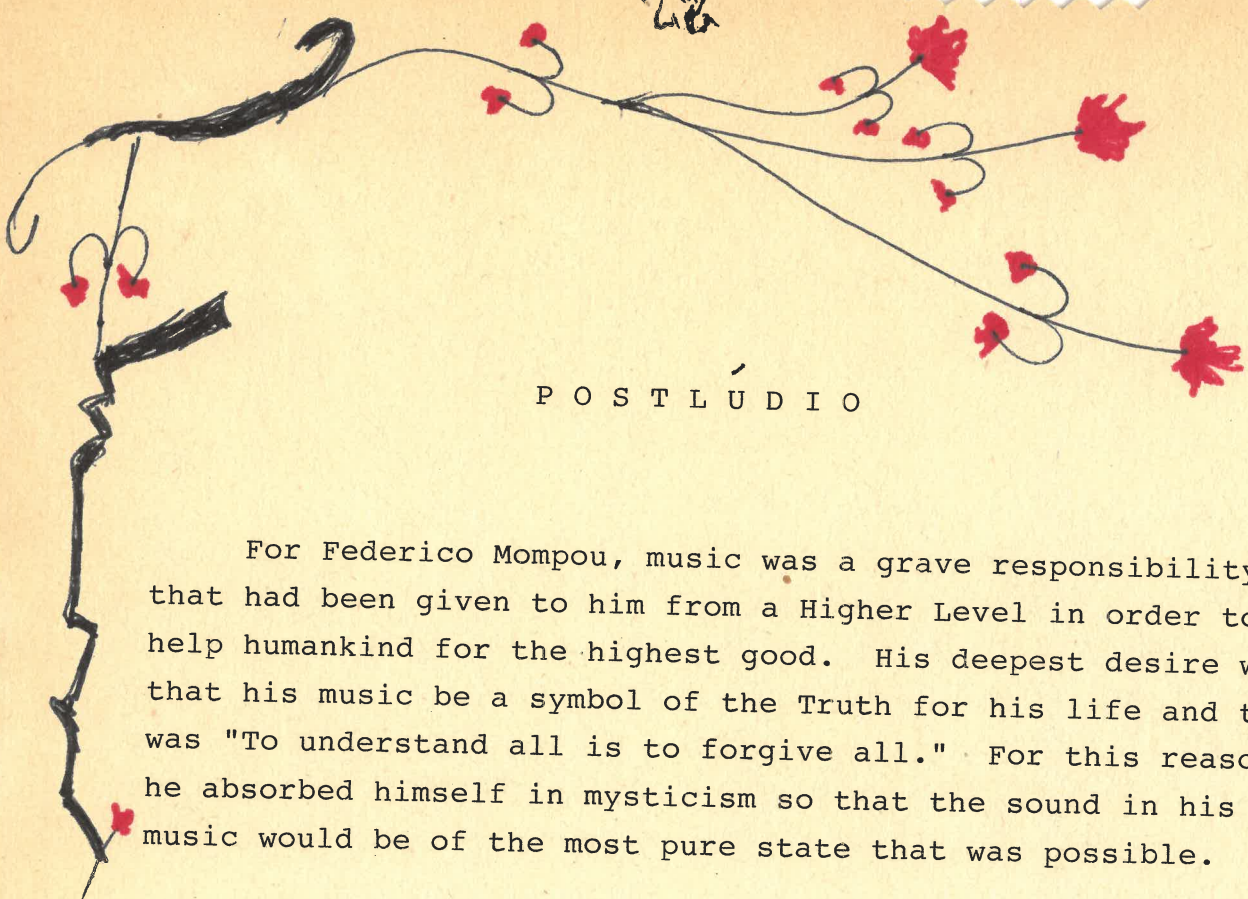 POSTLÚDIO
For Federico Mompou, music was a grave responsibility
that had been given to him from a Higher Level in order to
help humankind for the highest good. His deepest desire
that his music be a symbol of the Truth for his life and
was "To understand all is to forgive all." For this
he absorbed himself in mysticism so that the sound in his
music would be of the most pure state that was possible.